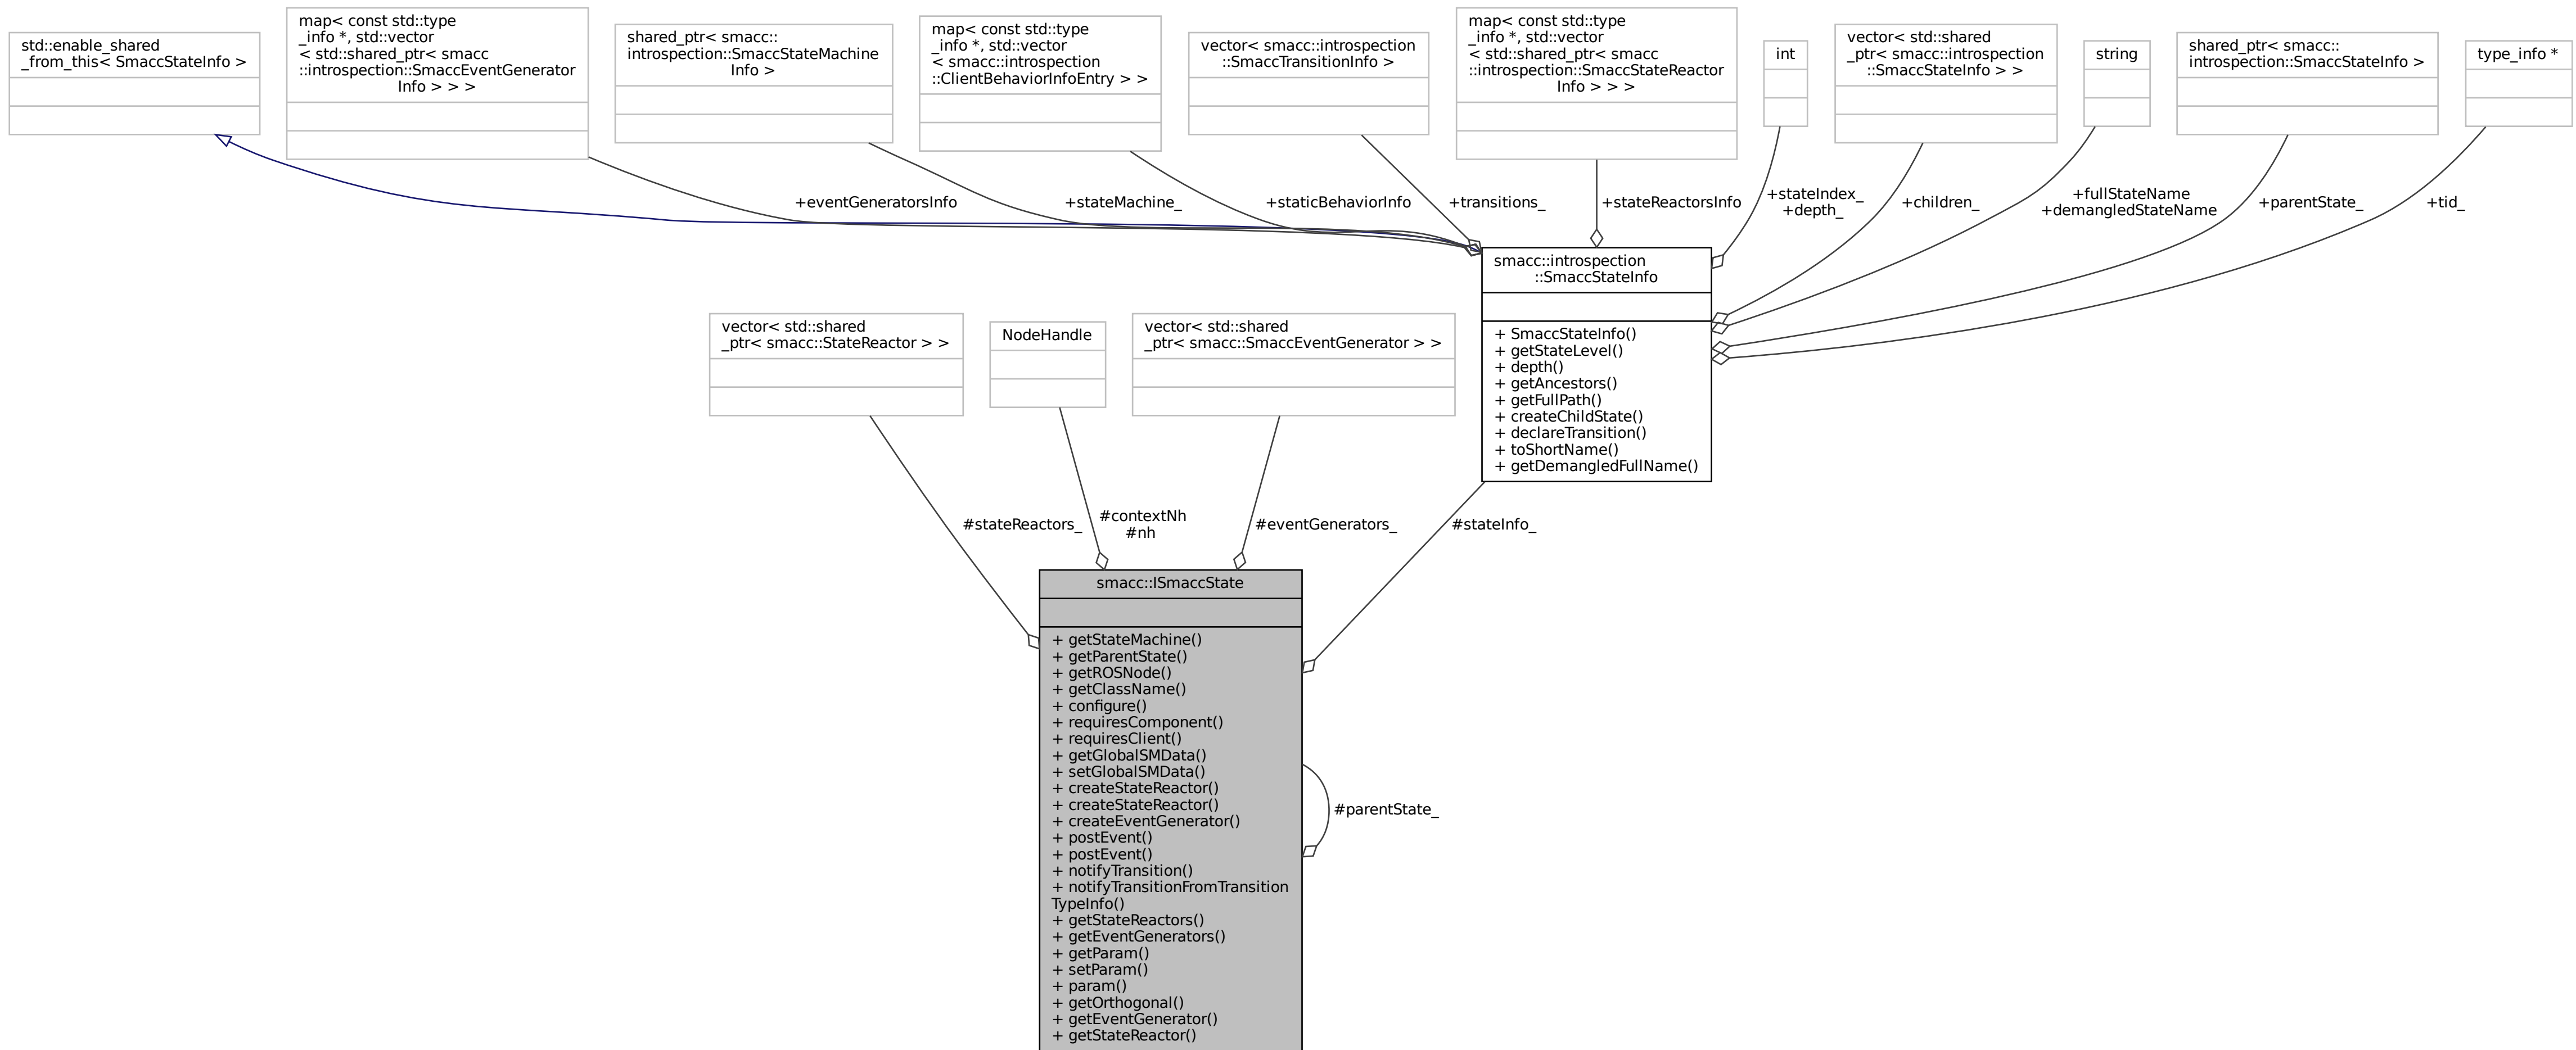 std::enable_shared
_from_this< SmaccStateInfo >
map< const std::type
_info *, std::vector
< std::shared_ptr< smacc
::introspection::SmaccEventGenerator
Info > > >
shared_ptr< smacc::
introspection::SmaccStateMachine
Info >
map< const std::type
_info *, std::vector
< smacc::introspection
::ClientBehaviorInfoEntry > >
vector< smacc::introspection
::SmaccTransitionInfo >
map< const std::type
_info *, std::vector
< std::shared_ptr< smacc
::introspection::SmaccStateReactor
Info > > >
int
vector< std::shared
_ptr< smacc::introspection
::SmaccStateInfo > >
string
shared_ptr< smacc::
introspection::SmaccStateInfo >
type_info *
+eventGeneratorsInfo
+stateMachine_
+staticBehaviorInfo
+transitions_
+stateReactorsInfo
+stateIndex_
+depth_
+children_
+fullStateName
+demangledStateName
+parentState_
+tid_
smacc::introspection
::SmaccStateInfo
+ SmaccStateInfo()
+ getStateLevel()
+ depth()
+ getAncestors()
+ getFullPath()
+ createChildState()
+ declareTransition()
+ toShortName()
+ getDemangledFullName()
vector< std::shared
_ptr< smacc::StateReactor > >
NodeHandle
vector< std::shared
_ptr< smacc::SmaccEventGenerator > >
#stateReactors_
#contextNh
#nh
#eventGenerators_
#stateInfo_
smacc::ISmaccState
+ getStateMachine()
+ getParentState()
+ getROSNode()
+ getClassName()
+ configure()
+ requiresComponent()
+ requiresClient()
+ getGlobalSMData()
+ setGlobalSMData()
+ createStateReactor()
+ createStateReactor()
+ createEventGenerator()
+ postEvent()
+ postEvent()
+ notifyTransition()
+ notifyTransitionFromTransition
TypeInfo()
+ getStateReactors()
+ getEventGenerators()
+ getParam()
+ setParam()
+ param()
+ getOrthogonal()
+ getEventGenerator()
+ getStateReactor()
#parentState_